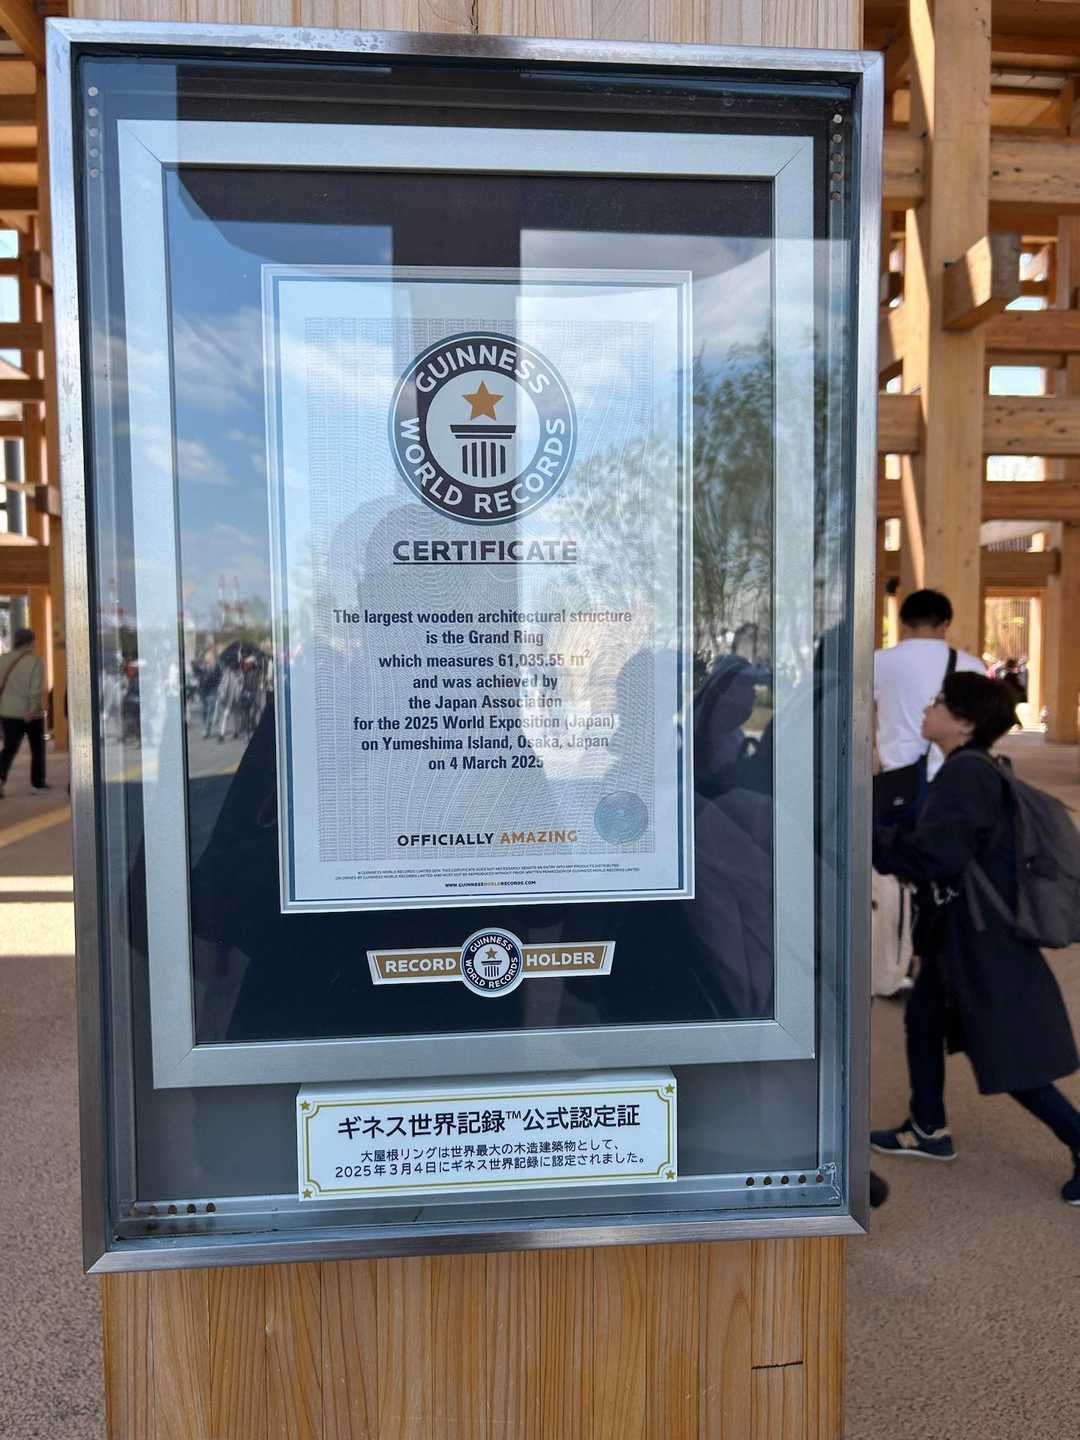 GUINNESS
WORLD RECORDS
CERTIFICATE
The largest wooden architectural structure
is the Grand Ring
which measures 61,035.55 m²
and was achieved by
the Japan Association
for the 2025 World Exposition (Japan)
on Yumeshima Island, Osaka, Japan
on 4 March 2025
OFFICIALLY AMAZING
WWW.GUINNESSWORLDRECORDS.COM
RECORD
GUINNESS
WORLD RECORDS
HOLDER
ギネス世界記録™公式認定証
大屋根リングは世界最大の木造建築物として、
2025年3月4日にギネス世界記録に認定されました。